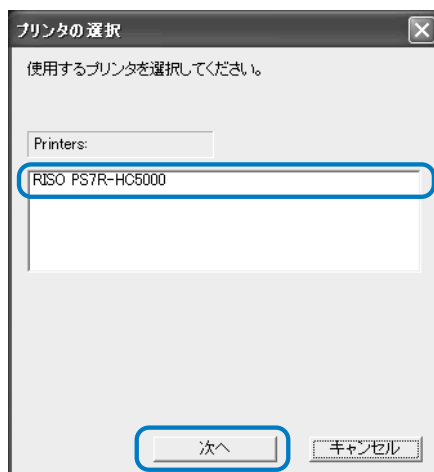 プリンタの選択
使用するプリンタを選択してください。
Printers:
RISO PS7R-HC5000
次へ
キャンセル